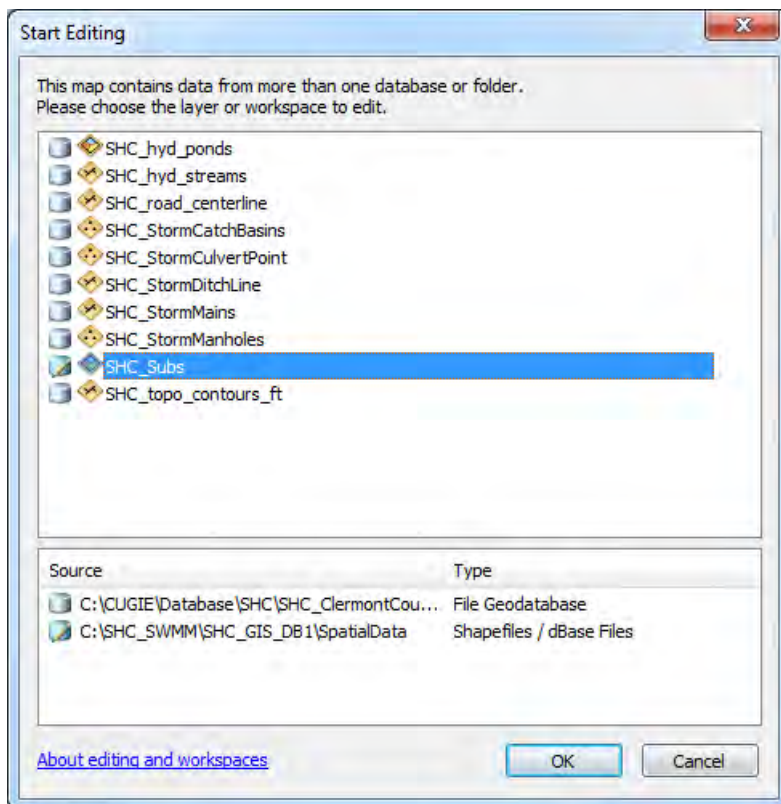 Start Editing
This map contains data from more than one database or folder.
Please choose the layer or workspace to edit.
SHC_hyd_ponds
SHC_hyd_streams
SHC_road_centerline
SHC_StormCatchBasins
SHC_StormCulvertPoint
SHC_StormDitchLine
SHC_StormMains
SHC_StormManholes
SHC_Subs
SHC_topo_contours_ft
Source Type
C:\CUGIE\Database\SHC\SHC_ClermontCou... File Geodatabase
C:\SHC_SWMM\SHC_GIS_DB1\SpatialData Shapefiles / dBase Files
About editing and workspaces OK Cancel